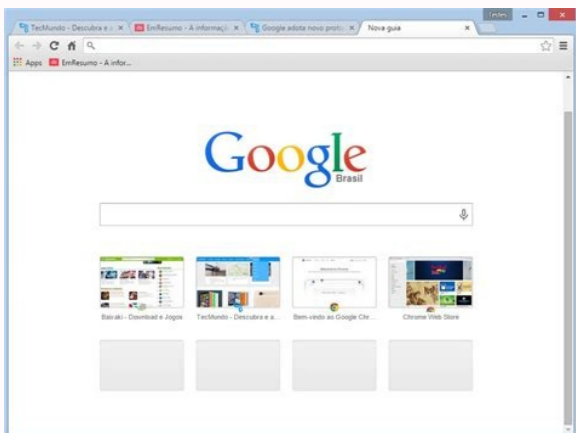 Testes
TecMundo - Descubra e a
EmResumo - A informaçã
Google adota novo proto
Nova guia
Apps
EmResumo - A infor...
Google
Brasil
Baixaki - Download e Jogos
TecMundo - Descubra e a...
Bem-vindo ao Google Chr...
Chrome Web Store